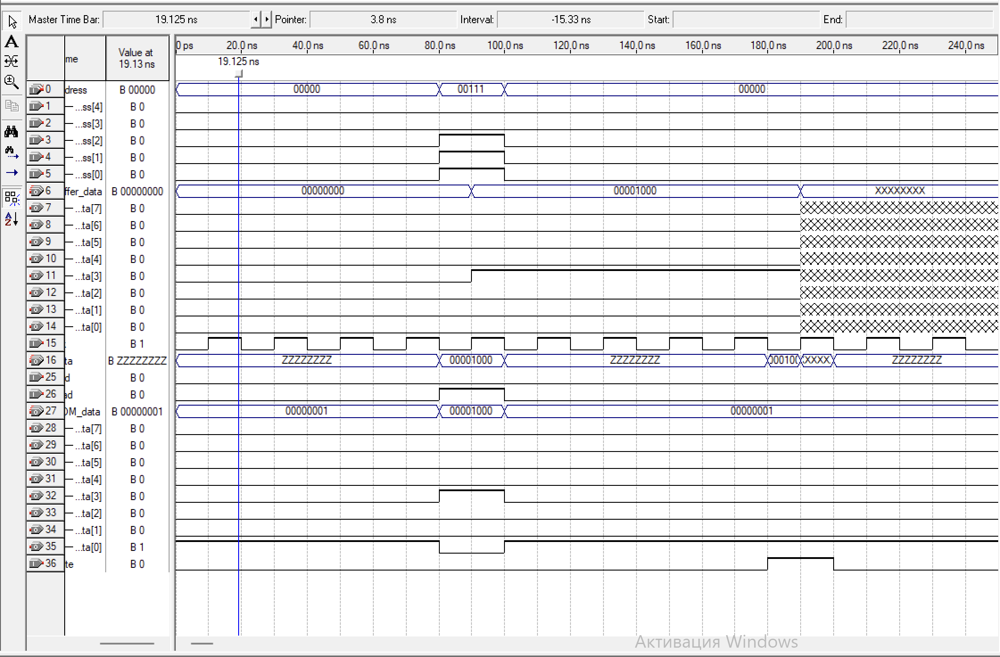 Master Time Bar: 19.125 ns Pointer: 3.8 ns Interval: -15.33 ns Start: End:
me Value at 19.13 ns
0 ps 20.0 ns 40.0 ns 60.0 ns 80.0 ns 100.0 ns 120.0 ns 140.0 ns 160.0 ns 180.0 ns 200.0 ns 220.0 ns 240.0 ns
19.125 ns
0 dress B 00000 00000 00111 00000
1 ...ss[4] B 0
2 ...ss[3] B 0
3 ...ss[2] B 0
4 ...ss[1] B 0
5 ...ss[0] B 0
6 ffer_data B 00000000 00000000 00001000 XXXXXXXX
7 ...ta[7] B 0
8 ...ta[6] B 0
9 ...ta[5] B 0
10 ...ta[4] B 0
11 ...ta[3] B 0
12 ...ta[2] B 0
13 ...ta[1] B 0
14 ...ta[0] B 0
15 B 1
16 ta B ZZZZZZZZ ZZZZZZZZ 00001000 ZZZZZZZZ ZZZZZZZZ
25 d B 0
26 ad B 0
27 OM_data B 00000001 00000001 00001000 00000001
28 ...ta[7] B 0
29 ...ta[6] B 0
30 ...ta[5] B 0
31 ...ta[4] B 0
32 ...ta[3] B 0
33 ...ta[2] B 0
34 ...ta[1] B 0
35 ...ta[0] B 1
36 te B 0
Активация Windows